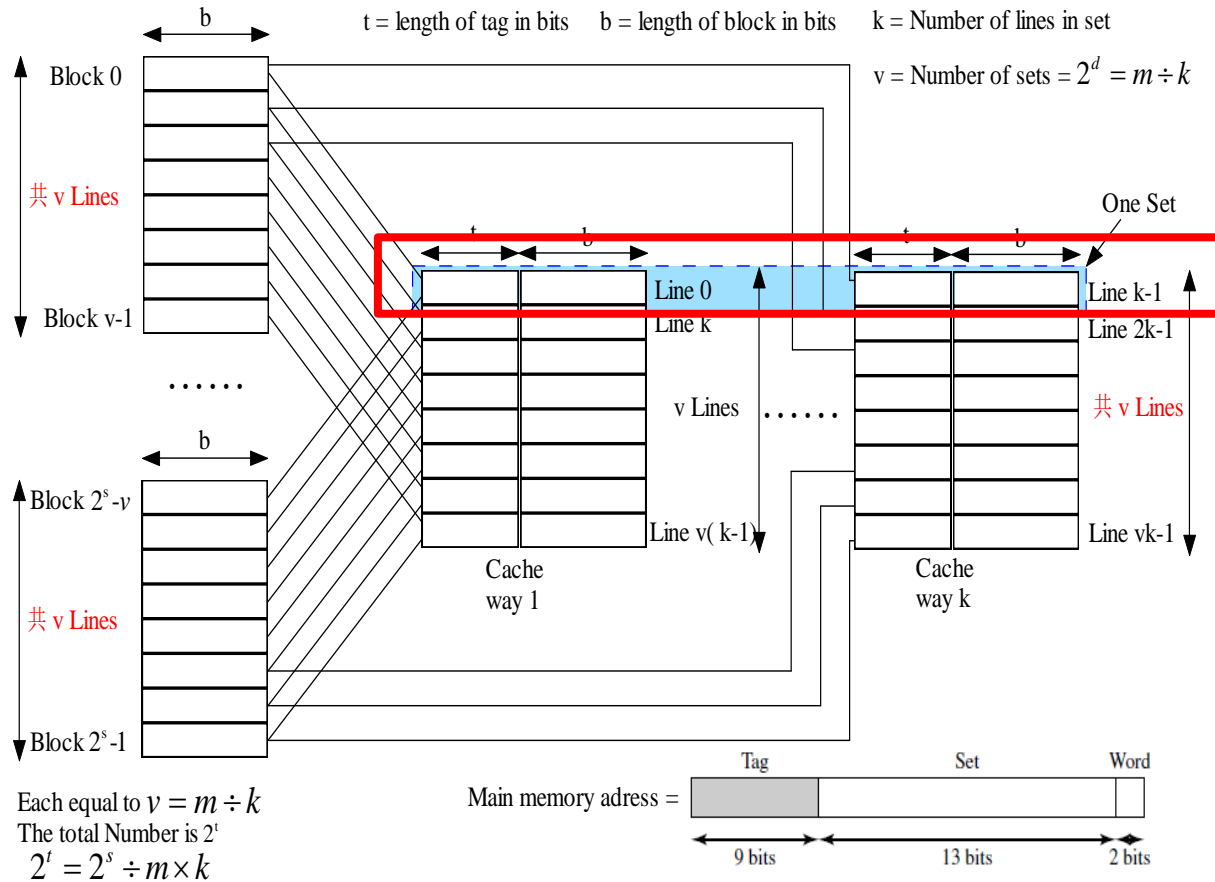 t = length of tag in bits b = length of block in bits k = Number of lines in set
v = Number of sets = 2^d = m ÷ k
b
Block 0
共 v Lines
Block v-1
......
b
Block 2^s-v
共 v Lines
Block 2^s-1
Each equal to v = m ÷ k
The total Number is 2^t
2^t = 2^s ÷ m × k
One Set
t b
Line 0
Line k
v Lines
Line v( k-1)
Cache
way 1
......
t b
Line k-1
Line 2k-1
共 v Lines
Line vk-1
Cache
way k
Tag Set Word
Main memory adress =
9 bits 13 bits 2 bits